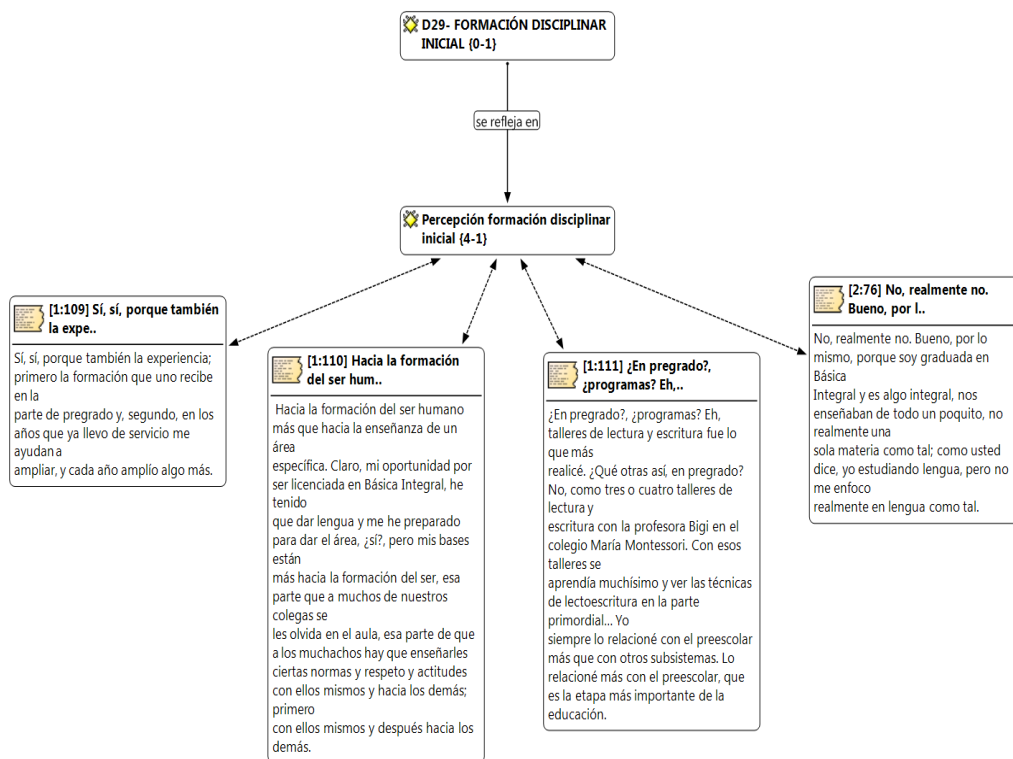 D29- FORMACIÓN DISCIPLINAR
INICIAL {0-1}
se refleja en
Percepción formación disciplinar
inicial {4-1}
[1:109] Sí, sí, porque también
la expe..
Sí, sí, porque también la experiencia;
primero la formación que uno recibe
en la
parte de pregrado y, segundo, en los
años que ya llevo de servicio me
ayudan a
ampliar, y cada año amplío algo más.
[1:110] Hacia la formación
del ser hum..
Hacia la formación del ser humano
más que hacia la enseñanza de un
área
específica. Claro, mi oportunidad por
ser licenciada en Básica Integral, he
tenido
que dar lengua y me he preparado
para dar el área, ¿sí?, pero mis bases
están
más hacia la formación del ser, esa
parte que a muchos de nuestros
colegas se
les olvida en el aula, esa parte de que
a los muchachos hay que enseñarles
ciertas normas y respeto y actitudes
con ellos mismos y hacia los demás;
primero
con ellos mismos y después hacia los
demás.
[1:111] ¿En pregrado?,
¿programas? Eh,..
¿En pregrado?, ¿programas? Eh,
talleres de lectura y escritura fue lo
que más
realicé. ¿Qué otras así, en pregrado?
No, como tres o cuatro talleres de
lectura y
escritura con la profesora Bigi en el
colegio María Montessori. Con esos
talleres se
aprendía muchísimo y ver las técnicas
de lectoescritura en la parte
primordial... Yo
siempre lo relacioné con el preescolar
más que con otros subsistemas. Lo
relacioné más con el preescolar, que
es la etapa más importante de la
educación.
[2:76] No, realmente no.
Bueno, por l..
No, realmente no. Bueno, por lo
mismo, porque soy graduada en
Básica
Integral y es algo integral, nos
enseñaban de todo un poquito, no
realmente una
sola materia como tal; como usted
dice, yo estudiando lengua, pero no
me enfoco
realmente en lengua como tal.